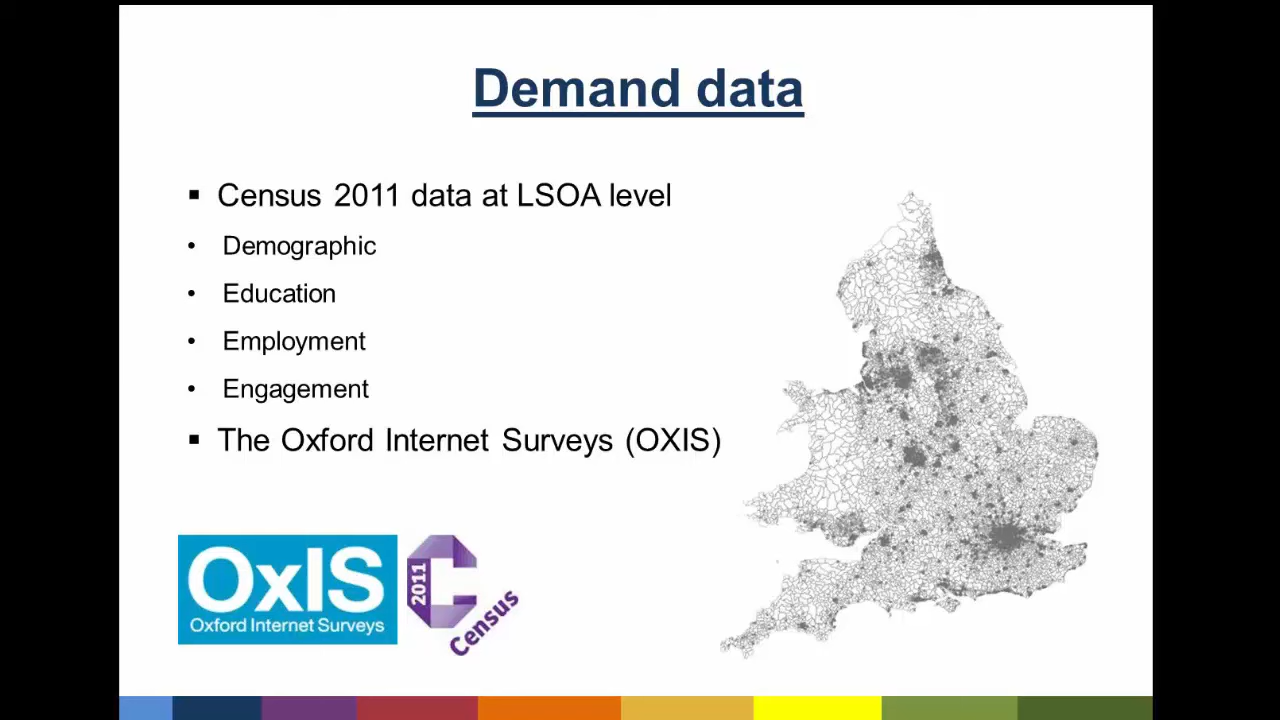 Demand data
▪ Census 2011 data at LSOA level
• Demographic
• Education
• Employment
• Engagement
▪ The Oxford Internet Surveys (OXIS)
OxIS
Oxford Internet Surveys
2011
Census